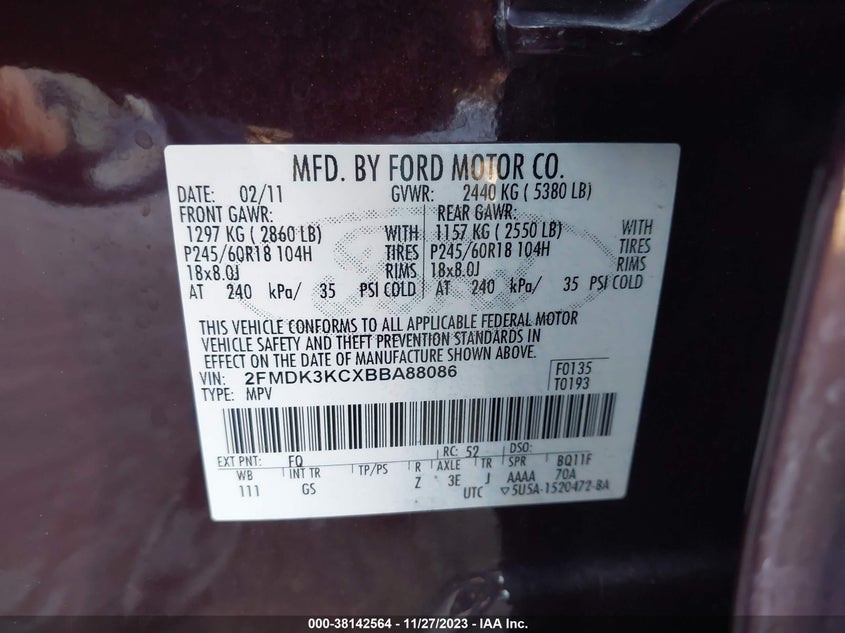 MFD. BY FORD MOTOR CO.
DATE: 02/11 GVWR: 2440 KG ( 5380 LB)
FRONT GAWR: REAR GAWR:
1297 KG ( 2860 LB) WITH 1157 KG ( 2550 LB) WITH
P245/60R18 104H TIRES P245/60R18 104H TIRES
18x8.0J RIMS 18x8.0J RIMS
AT 240 kPa/ 35 PSI COLD AT 240 kPa/ 35 PSI COLD
THIS VEHICLE CONFORMS TO ALL APPLICABLE FEDERAL MOTOR
VEHICLE SAFETY AND THEFT PREVENTION STANDARDS IN
EFFECT ON THE DATE OF MANUFACTURE SHOWN ABOVE.
VIN: 2FMDK3KCXBBA88086 F0135
TYPE: MPV T0193
EXT PNT: FQ RC: 52 DSO:
WB INT TR TP/PS R AXLE TR SPR BQ11F
111 GS Z 3E J AAAA 70A
UTC ▽5U5A-1520472-BA
000-38142564 | 11/27/2023 | IAA Inc.